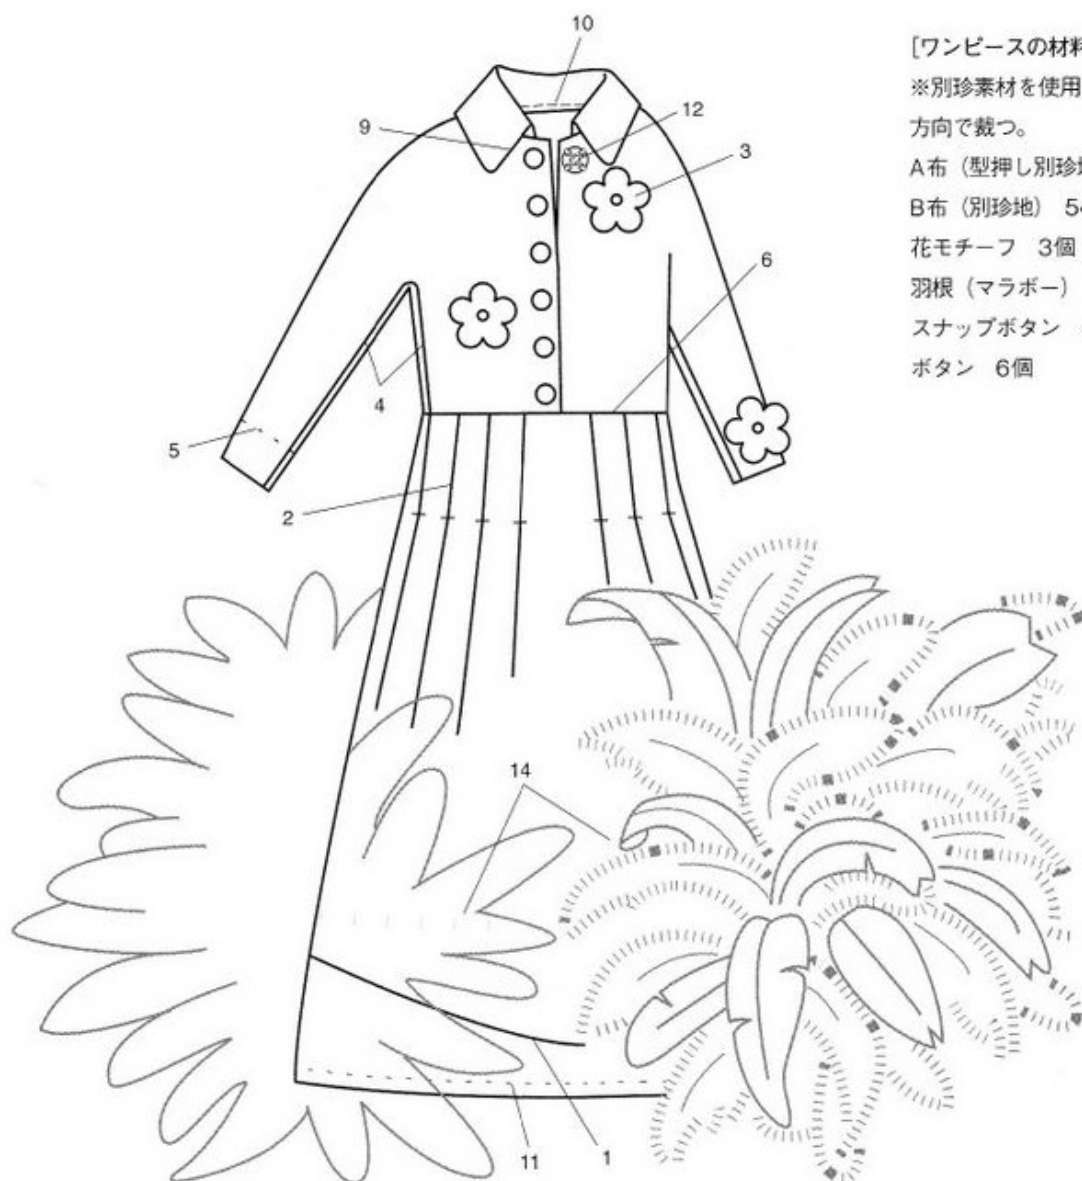 10
[ワンピースの材料
※別珍素材を使用
方向で裁つ。
A布（型押し別珍地
B布（別珍地） 54
花モチーフ 3個
羽根（マラボー）
スナップボタン
ボタン 6個
9
12
3
6
4
5
2
14
11
1